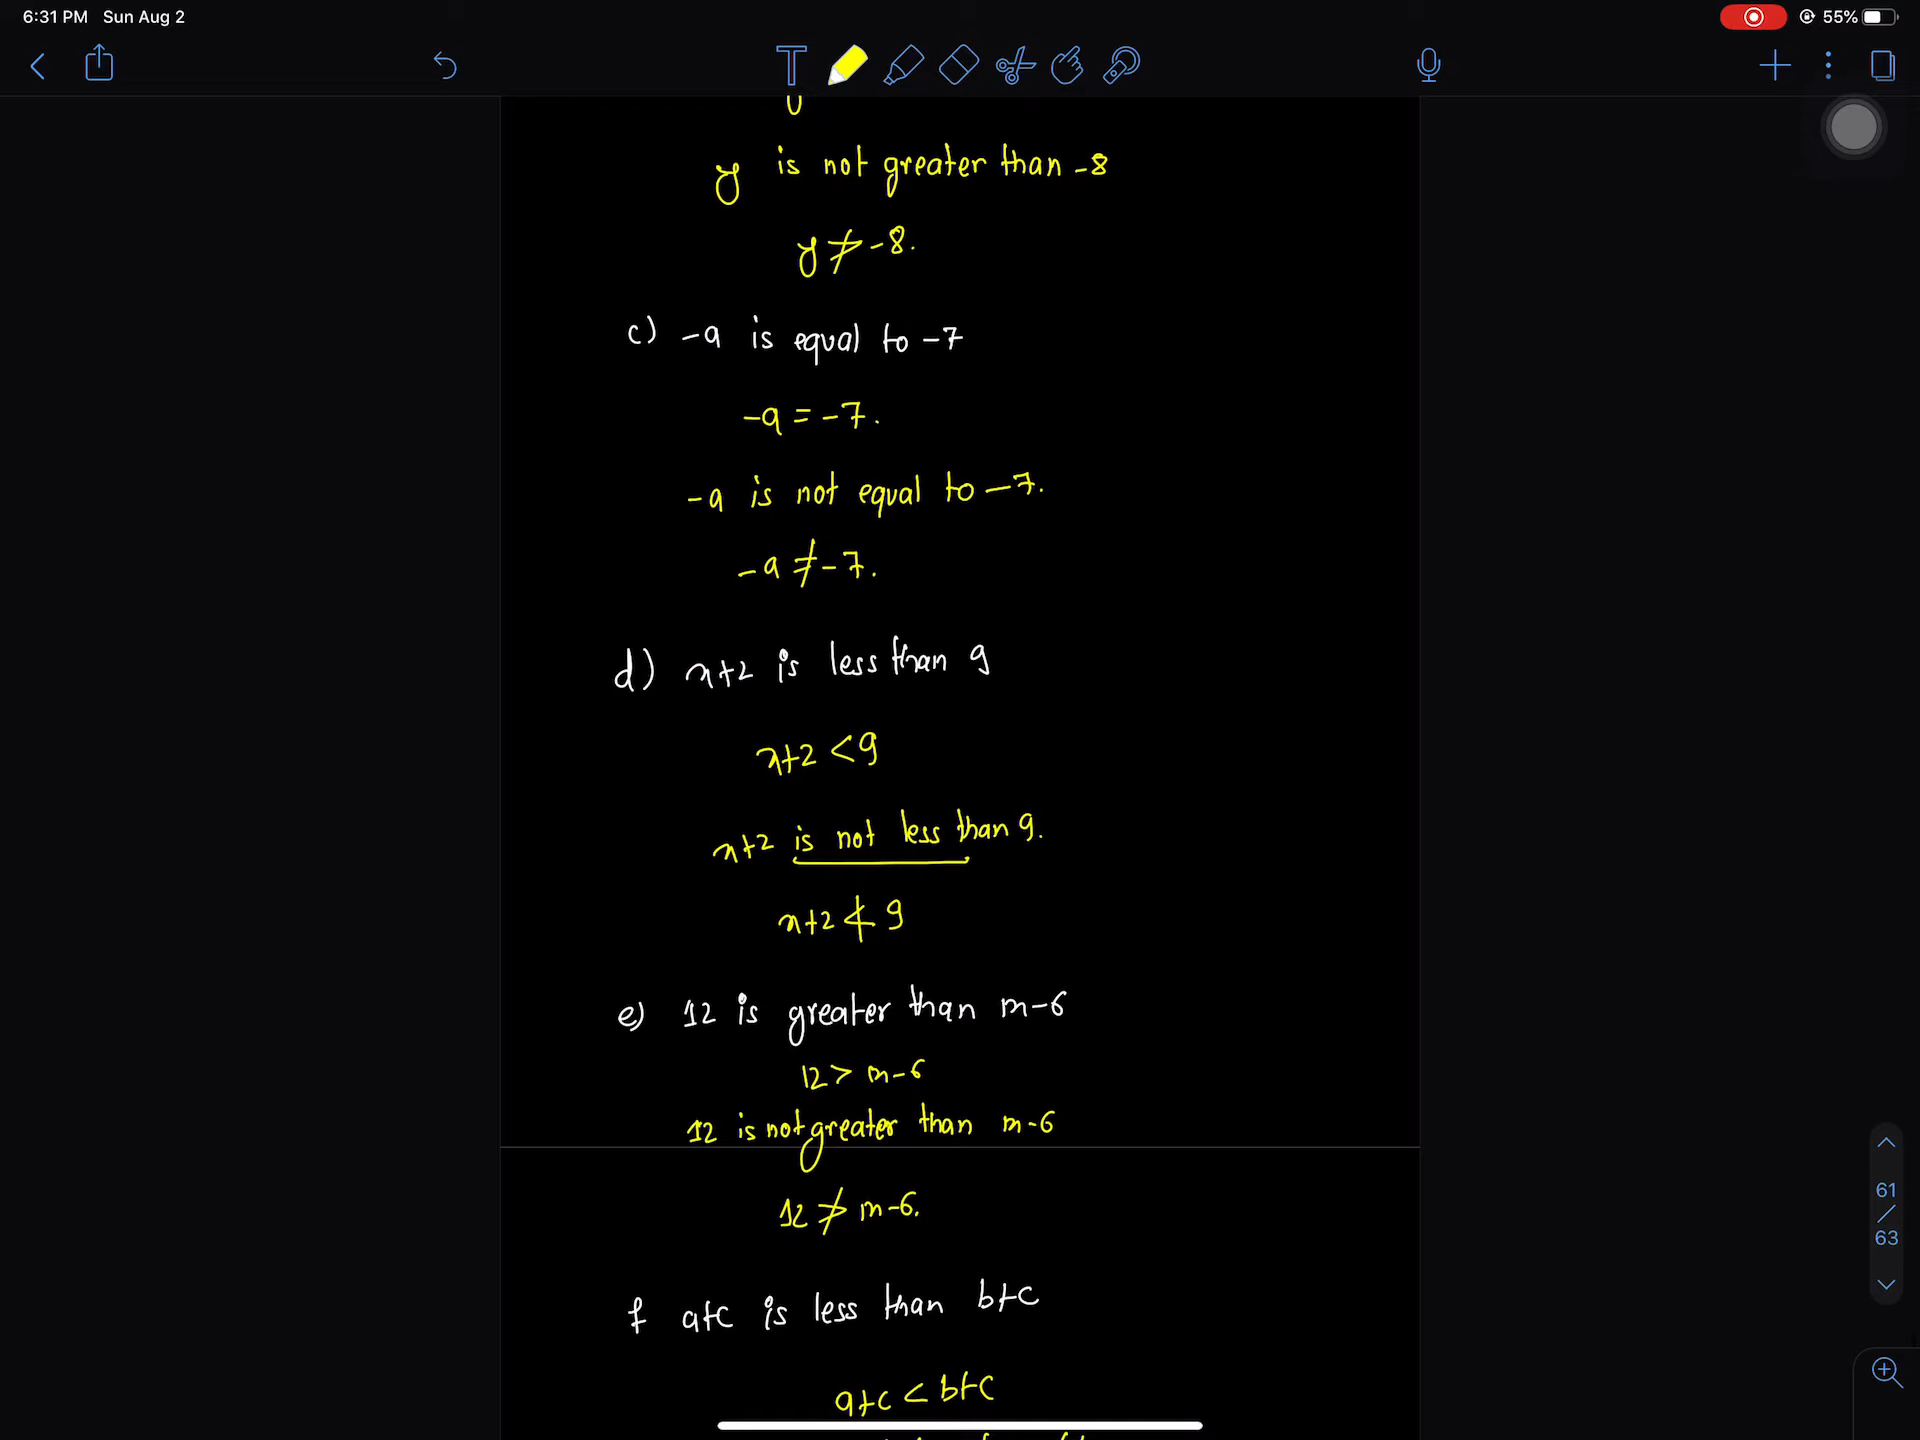 6:31 PM Sun Aug 2
55%
T
y is not greater than -8
y ≯ -8.
c) -a is equal to -7
-a = -7.
-a is not equal to -7.
-a ≠ -7.
d) x+2 is less than 9
x+2 < 9
x+2 is not less than 9.
x+2 ≮ 9
e) 12 is greater than m-6
12 > m-6
12 is not greater than m-6
12 ≯ m-6.
f a+c is less than b+c
a+c < b+c
61
/
63